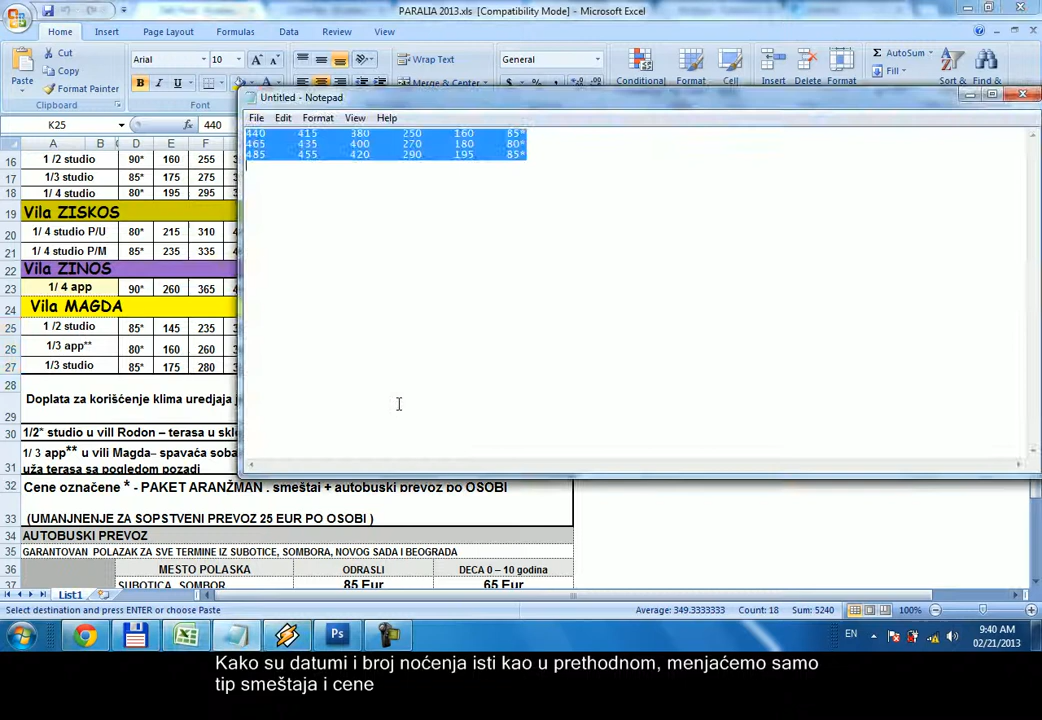 PARALIA 2013.xls [Compatibility Mode] - Microsoft Excel
Home Insert Page Layout Formulas Data Review View
Paste
Cut
Copy
Format Painter
Clipboard
Arial 10
B I U
Font
Wrap Text
Merge & Center
General
Conditional Format Cell
Insert Delete Format
AutoSum
Fill
Sort & Find &
K25 440
A B D E F
16 1 /2 studio 90* 160 255
17 1/3 studio 85* 175 275
18 1/ 4 studio 80* 195 295
19 Vila ZISKOS
20 1/ 4 studio P/U 80* 215 310
21 1/ 4 studio P/M 85* 235 335
22 Vila ZINOS
23 1/ 4 app 90* 260 365
24 Vila MAGDA
25 1 /2 studio 85* 145 235
26 1/3 app** 80* 160 260
27 1/3 studio 85* 175 280
28
29 Doplata za korišćenje klima uredjaja
30 1/2* studio u vill Rodon – terasa u skl
31 1/ 3 app** u vili Magda– spavaća soba
uža terasa sa pogledom pozadi
32 Cene označene * - PAKET ARANŽMAN . smeštaj + autobuski prevoz po OSOBI
33 (UMANJNENJE ZA SOPSTVENI PREVOZ 25 EUR PO OSOBI )
34 AUTOBUSKI PREVOZ
35 GARANTOVAN POLAZAK ZA SVE TERMINE IZ SUBOTICE, SOMBORA, NOVOG SADA I BEOGRADA
36 MESTO POLASKA ODRASLI DECA 0 – 10 godina
37 SUBOTICA, SOMBOR 85 Eur 65 Eur
Untitled - Notepad
File Edit Format View Help
440 415 380 250 160 85*
465 435 400 270 180 80*
485 455 420 290 195 85*
List1
Select destination and press ENTER or choose Paste
Average: 349.3333333 Count: 18 Sum: 5240
100%
Ps
EN
9:40 AM
02/21/2013
Kako su datumi i broj noćenja isti kao u prethodnom, menjaćemo samo
tip smeštaja i cene